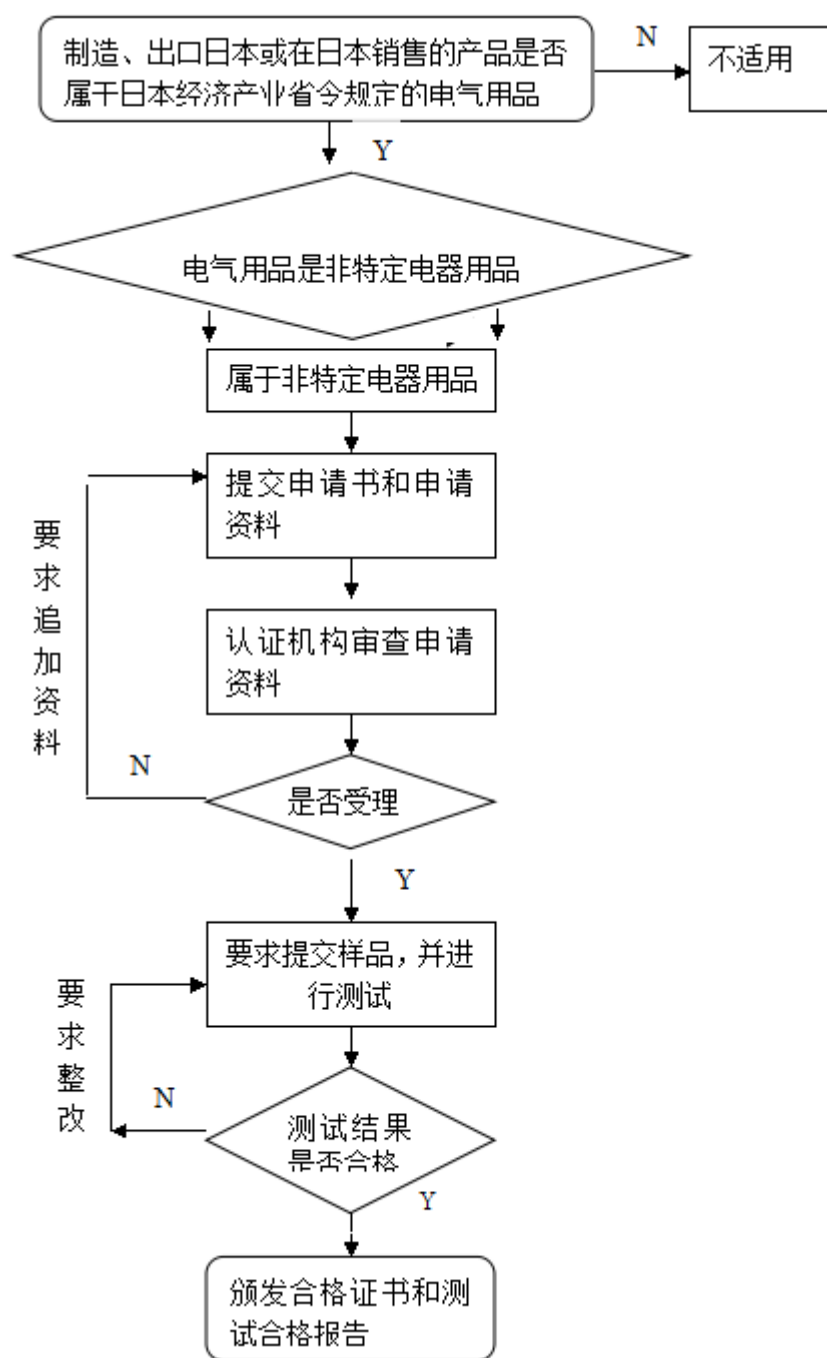 制造、出口日本或在日本销售的产品是否
属于日本经济产业省令规定的电气用品
N
不适用
Y
电气用品是非特定电器用品
属于非特定电器用品
提交申请书和申请
资料
要求追加资料
认证机构审查申请
资料
N
是否受理
Y
要求提交样品，并进
行测试
要求整改
N
测试结果
是否合格
Y
颁发合格证书和测
试合格报告